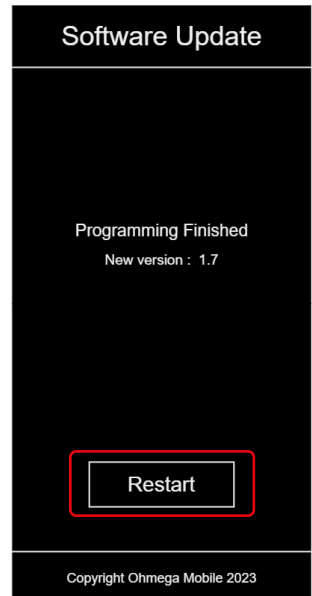 Software Update
Programming Finished
New version :  1.7
Restart
Copyright Ohmega Mobile 2023